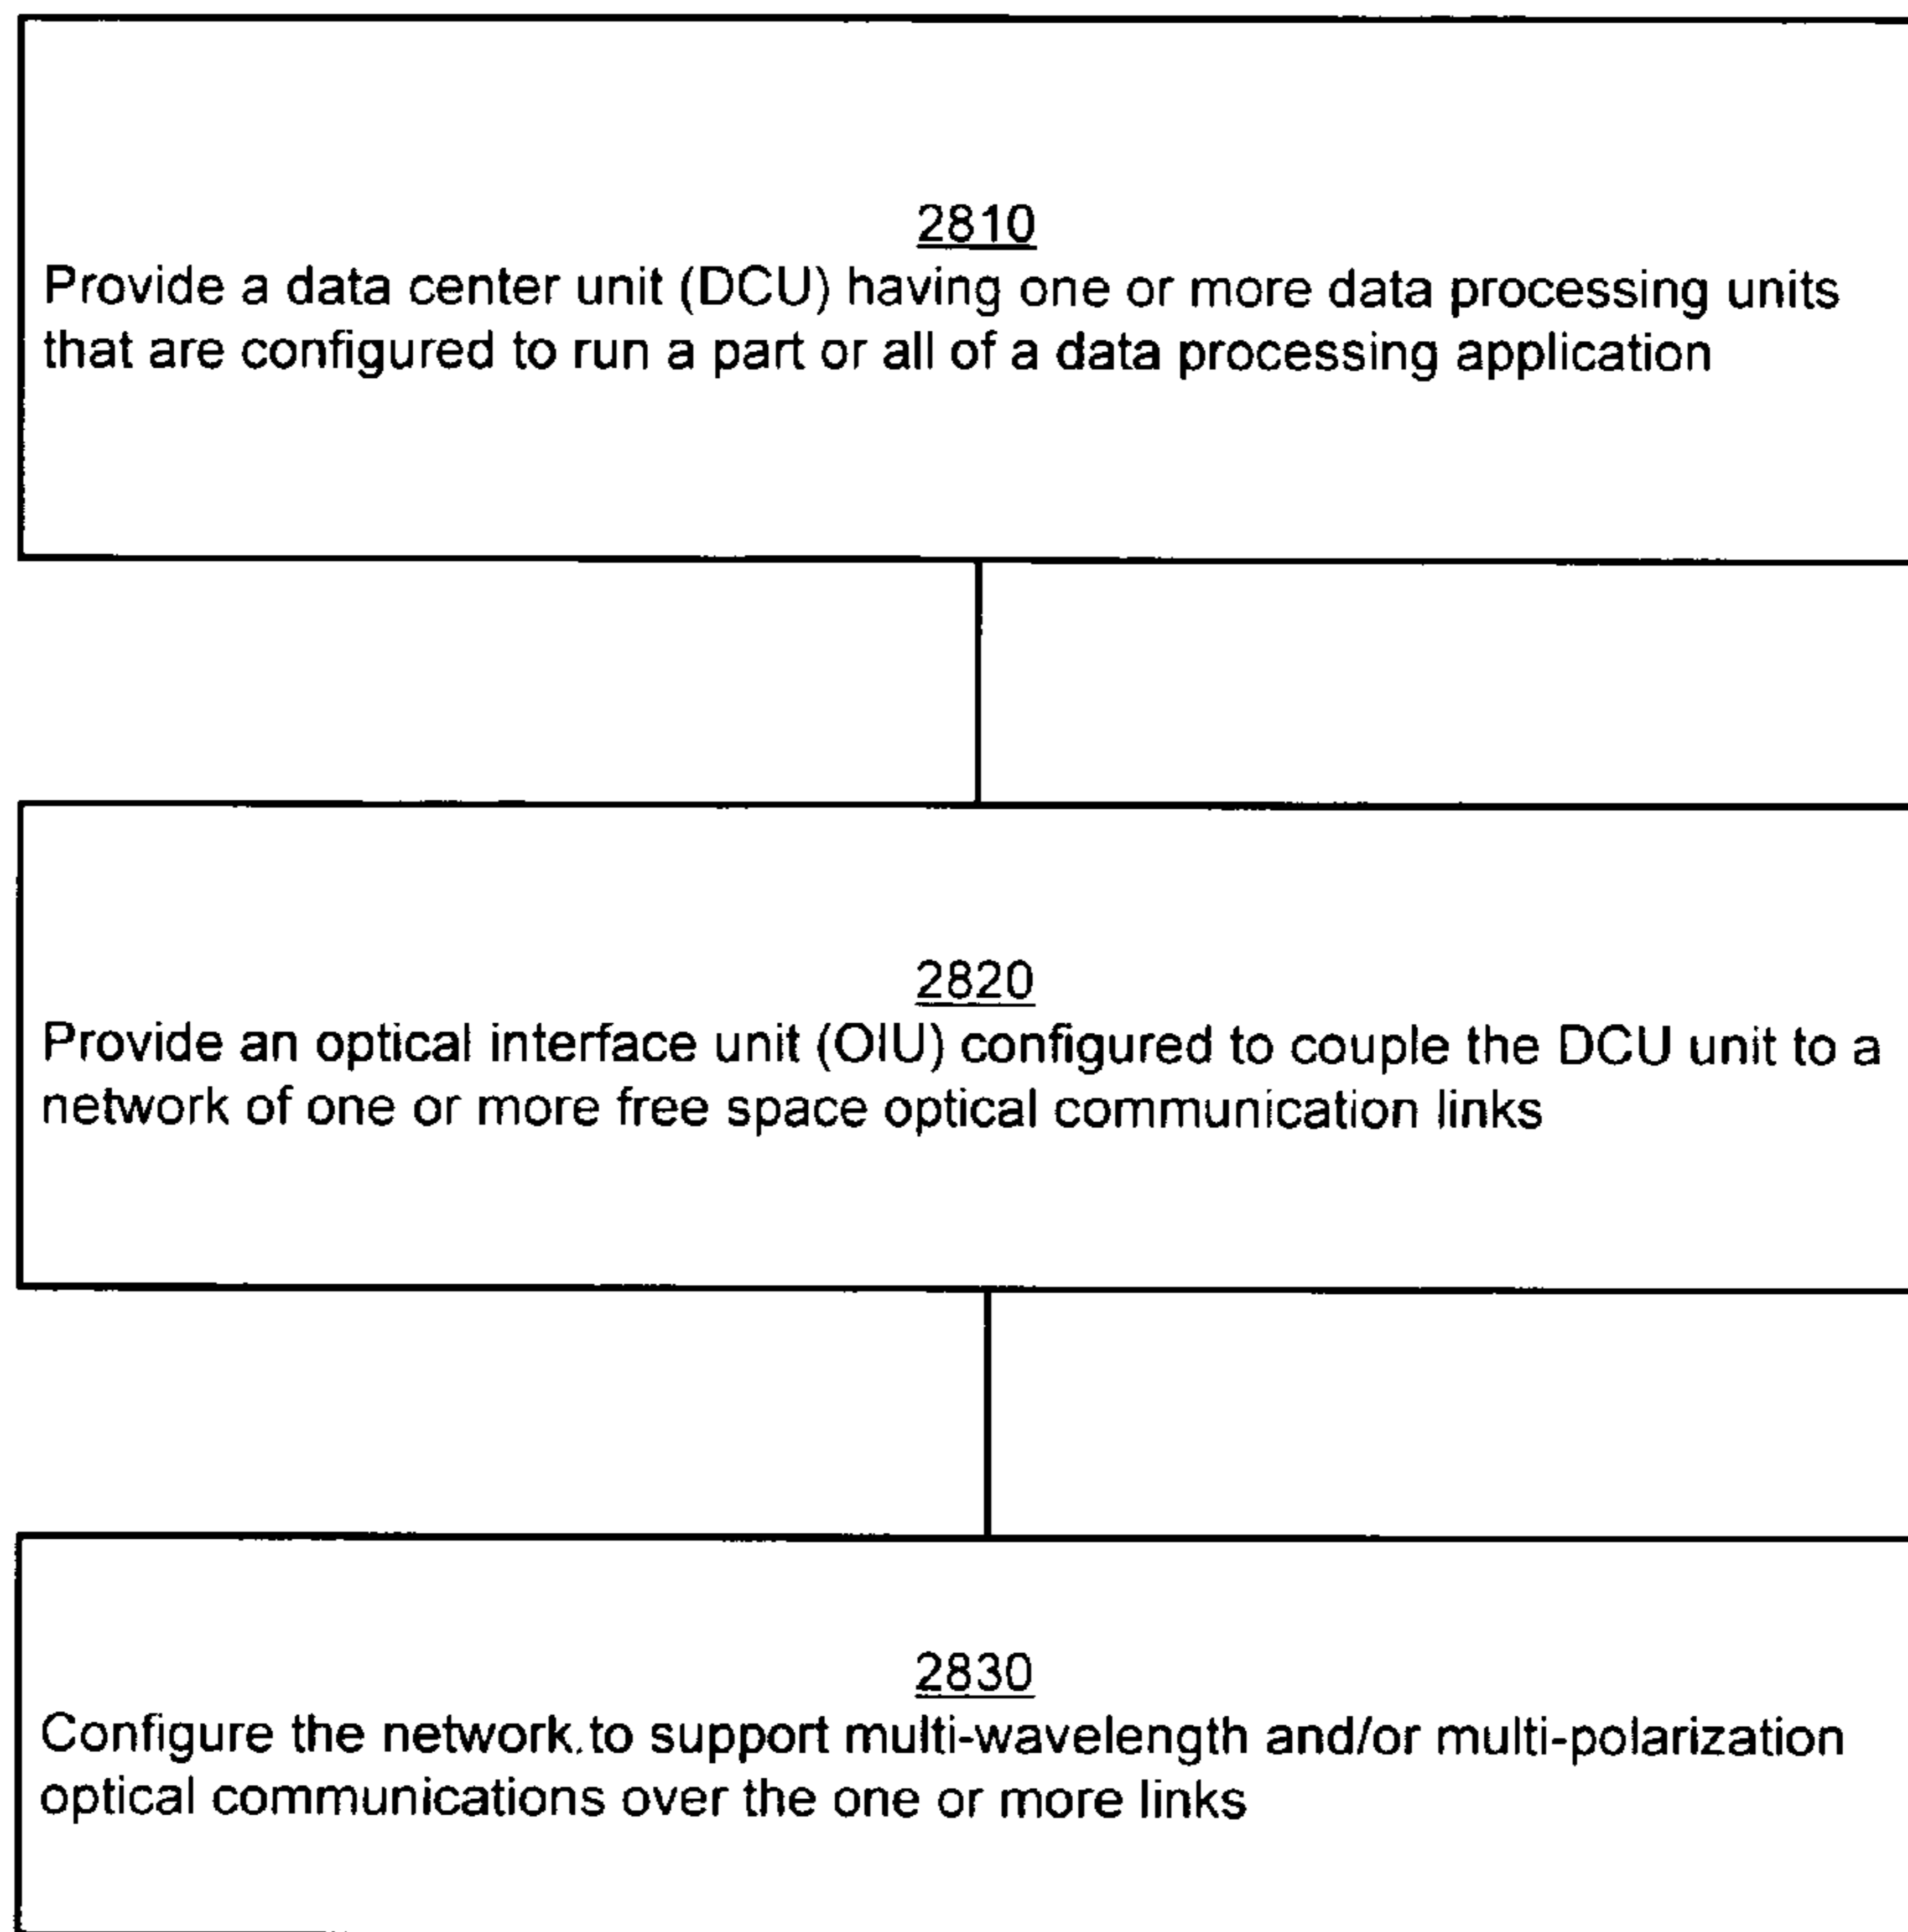 2810
Provide a data center unit (DCU) having one or more data processing units
that are configured to run a part or all of a data processing application
2820
Provide an optical interface unit (OIU) configured to couple the DCU unit to a
network of one or more free space optical communication links
2830
Configure the network.to support multi-wavelength and/or multi-polarization
optical communications over the one or more links